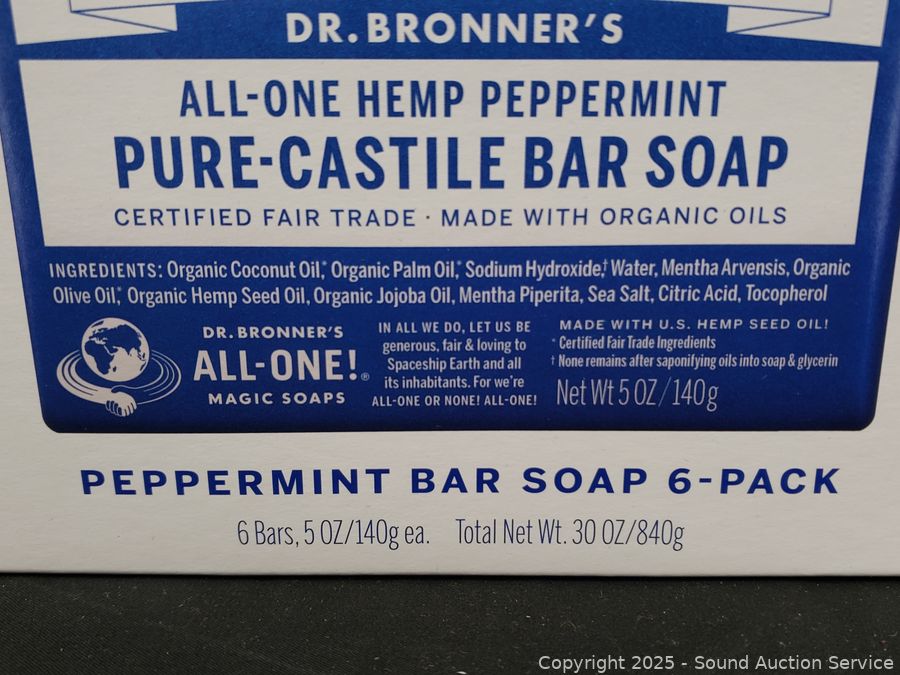 DR. BRONNER'S
ALL-ONE HEMP PEPPERMINT
PURE-CASTILE BAR SOAP
CERTIFIED FAIR TRADE · MADE WITH ORGANIC OILS
INGREDIENTS: Organic Coconut Oil,* Organic Palm Oil,* Sodium Hydroxide,† Water, Mentha Arvensis, Organic
Olive Oil,* Organic Hemp Seed Oil, Organic Jojoba Oil, Mentha Piperita, Sea Salt, Citric Acid, Tocopherol
DR. BRONNER'S
ALL-ONE!®
MAGIC SOAPS
IN ALL WE DO, LET US BE
generous, fair & loving to
Spaceship Earth and all
its inhabitants. For we're
ALL-ONE OR NONE! ALL-ONE!
MADE WITH U.S. HEMP SEED OIL!
* Certified Fair Trade Ingredients
† None remains after saponifying oils into soap & glycerin
Net Wt 5 OZ / 140g
PEPPERMINT BAR SOAP 6-PACK
6 Bars, 5 OZ/140g ea. Total Net Wt. 30 OZ/840g
Copyright 2025 - Sound Auction Service